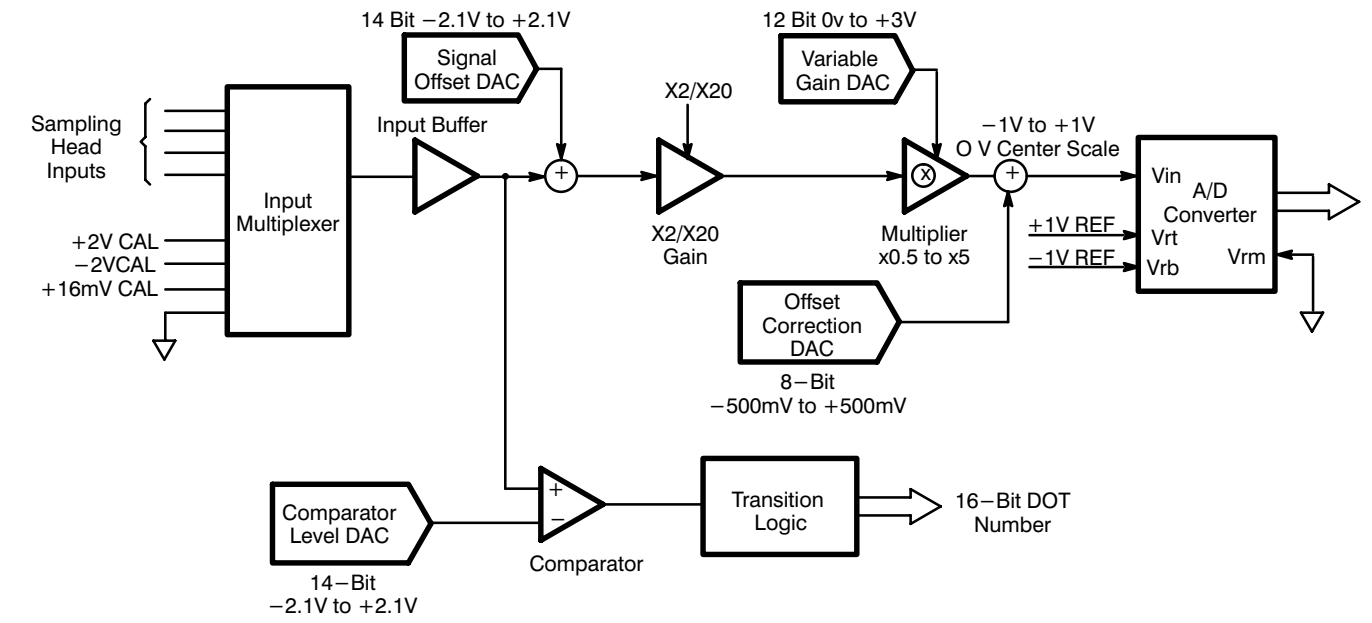 14 Bit −2.1V to +2.1V
Signal
Offset DAC
12 Bit 0v to +3V
Variable
Gain DAC
X2/X20
Sampling
Head
Inputs
Input Buffer
−1V to +1V
O V Center Scale
+
x
+
Input
Multiplexer
Vin
A/D
Converter
+1V REF
Vrt
−1V REF
Vrb
Vrm
X2/X20
Gain
Multiplier
x0.5 to x5
+2V CAL
−2VCAL
+16mV CAL
Offset
Correction
DAC
8−Bit
−500mV to +500mV
Comparator
Level DAC
14−Bit
−2.1V to +2.1V
+
−
Comparator
Transition
Logic
16−Bit DOT
Number